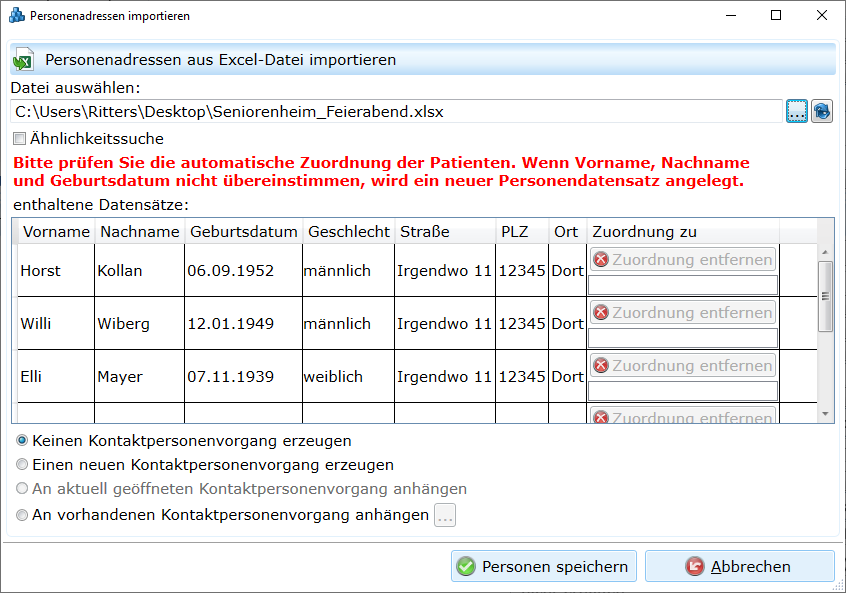 Personenadressen importieren
Personenadressen aus Excel-Datei importieren
Datei auswählen:
C:\Users\Ritters\Desktop\Seniorenheim_Feierabend.xlsx
...
Ähnlichkeitssuche
Bitte prüfen Sie die automatische Zuordnung der Patienten. Wenn Vorname, Nachname
und Geburtsdatum nicht übereinstimmen, wird ein neuer Personendatensatz angelegt.
enthaltene Datensätze:
Vorname Nachname Geburtsdatum Geschlecht Straße PLZ Ort Zuordnung zu
Horst Kollan 06.09.1952 männlich Irgendwo 11 12345 Dort Zuordnung entfernen
Willi Wiberg 12.01.1949 männlich Irgendwo 11 12345 Dort Zuordnung entfernen
Elli Mayer 07.11.1939 weiblich Irgendwo 11 12345 Dort Zuordnung entfernen
Zuordnung entfernen
Keinen Kontaktpersonenvorgang erzeugen
Einen neuen Kontaktpersonenvorgang erzeugen
An aktuell geöffneten Kontaktpersonenvorgang anhängen
An vorhandenen Kontaktpersonenvorgang anhängen ...
Personen speichern Abbrechen